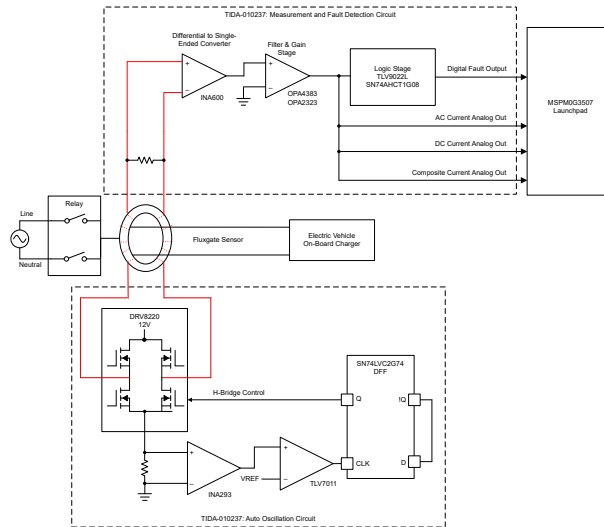 TIDA-010237: Measurement and Fault Detection Circuit
Differential to Single-
Ended Converter
+
−
INA600
Filter & Gain
Stage
+
−
OPA4383
OPA2323
Logic Stage
TLV9022L
SN74AHCT1G08
Digital Fault Output
AC Current Analog Out
DC Current Analog Out
Composite Current Analog Out
MSPM0G3507
Launchpad
Relay
Line
Neutral
Fluxgate Sensor
Electric Vehicle
On-Board Charger
DRV8220
12V
H-Bridge Control
SN74LVC2G74
DFF
Q
!Q
CLK
D
+
−
INA293
VREF
+
−
TLV7011
TIDA-010237: Auto Oscillation Circuit